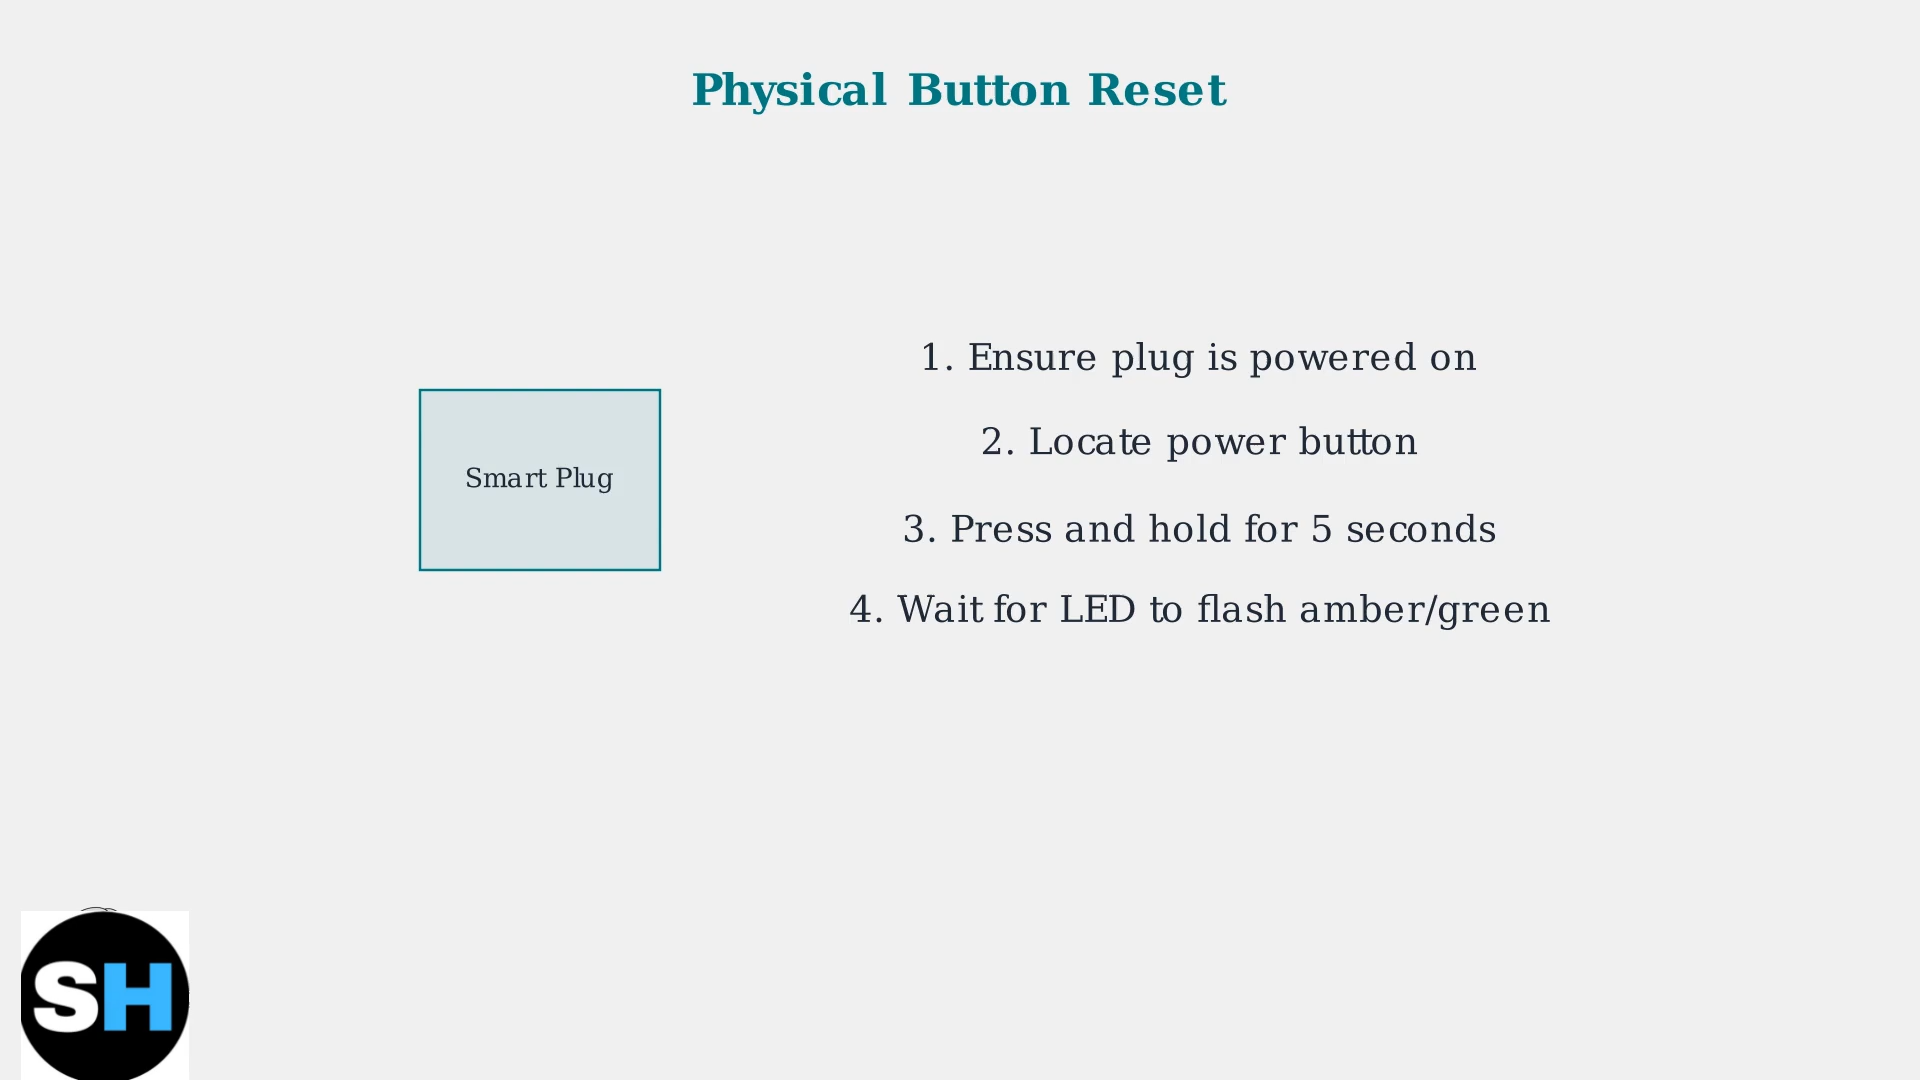 Physical Button Reset
Smart Plug
1. Ensure plug is powered on
2. Locate power button
3. Press and hold for 5 seconds
4. Wait for LED to flash amber/green
SH